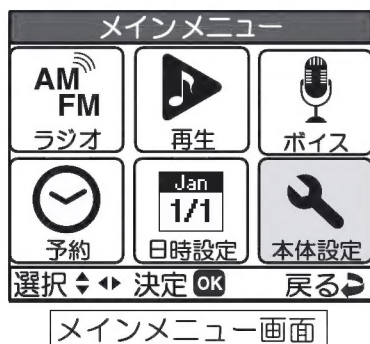 メインメニュー
AM
FM
ラジオ
再生
ボイス
予約
Jan
1/1
日時設定
本体設定
選択 決定 OK 戻る
メインメニュー画面